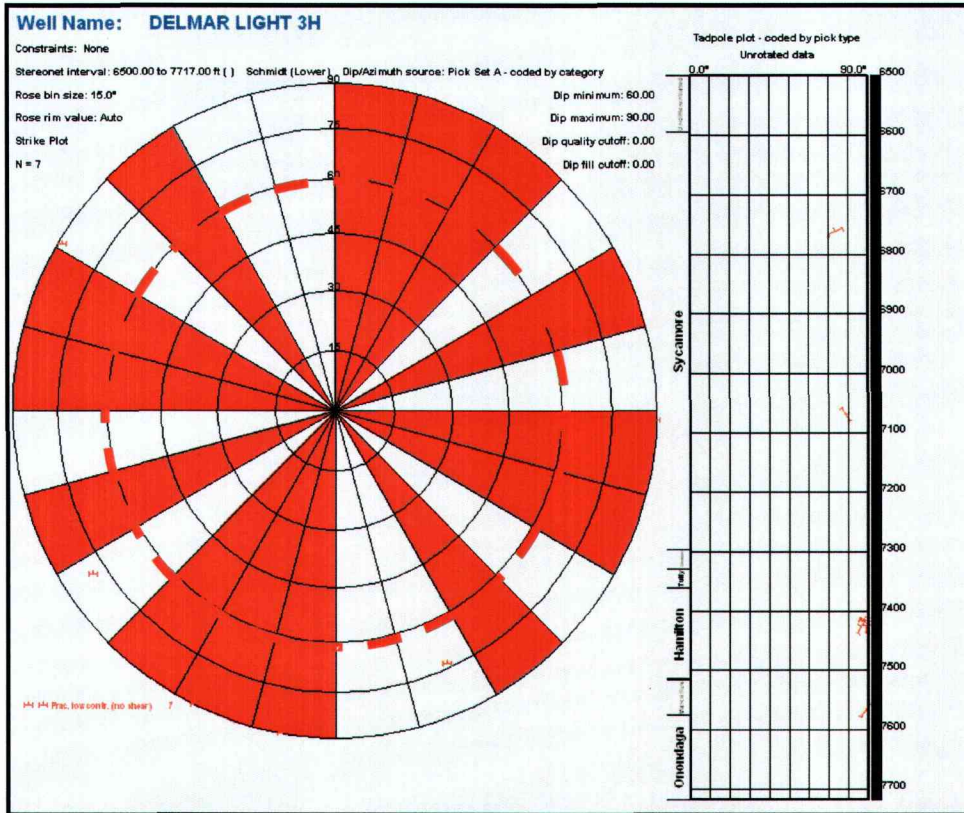 Well Name: DELMAR LIGHT 3H
Constraints: None
Stereonet interval: 6500.00 to 7717.00 ft ( ) Schmidt (Lower) Dip/Azimuth source: Pick Set A - coded by category
Rose bin size: 15.0°
Rose rim value: Auto
Strike Plot
N = 7
Dip minimum: 60.00
Dip maximum: 90.00
Dip quality cutoff: 0.00
Dip fill cutoff: 0.00
90
75
60
45
30
15
Frac. low contr. (no shear) 7
Tadpole plot - coded by pick type
Unrotated data
0.0° 90.0°
6500
6600
6700
6800
6900
Sycamore
7000
7100
7200
7300
Tully
7400
Hamilton
7500
7600
Onondaga
7700